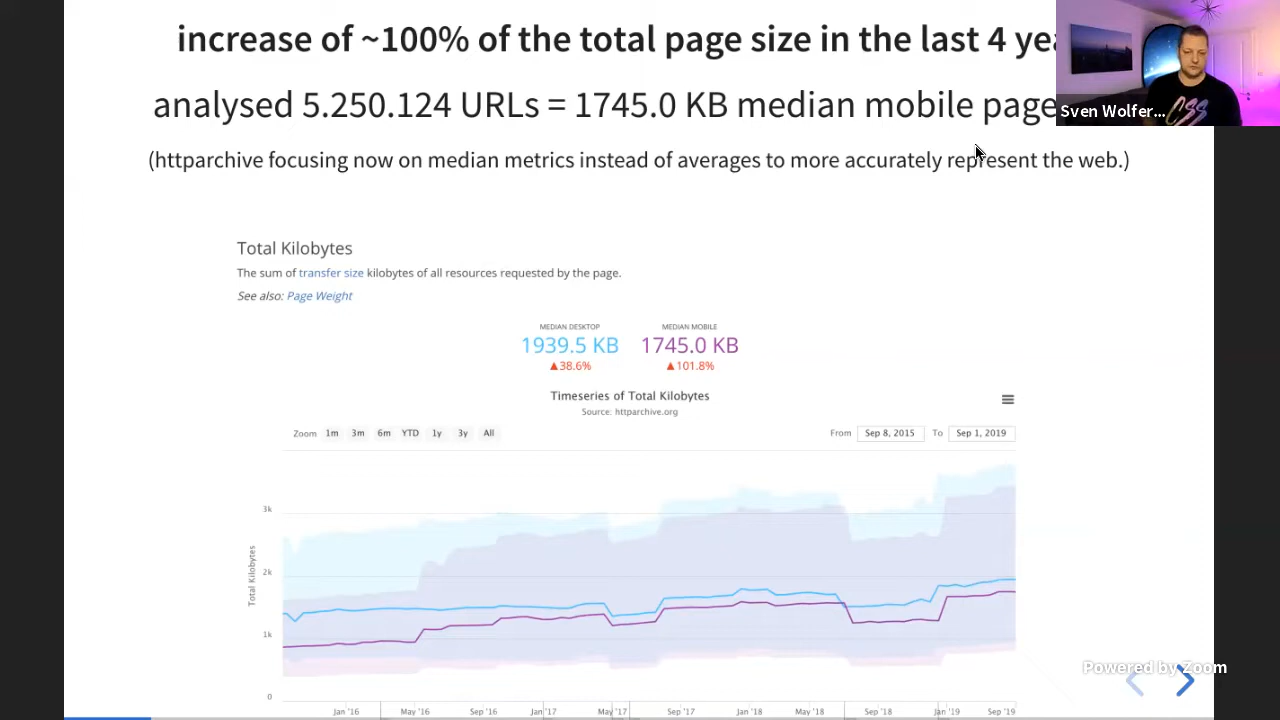 increase of ~100% of the total page size in the last 4
analysed 5.250.124 URLs = 1745.0 KB median mobile page
Sven Wolfer...
(httparchive focusing now on median metrics instead of averages to more accurately represent the web.)
Total Kilobytes
The sum of transfer size kilobytes of all resources requested by the page.
See also: Page Weight
MEDIAN DESKTOP MEDIAN MOBILE
1939.5 KB 1745.0 KB
▲38.6% ▲101.8%
Timeseries of Total Kilobytes
Source: httparchive.org
Zoom 1m 3m 6m YTD 1y 3y All From Sep 8, 2015 To Sep 1, 2019
3k
2k
1k
0
Total Kilobytes
Jan '16 May '16 Sep '16 Jan '17 May '17 Sep '17 Jan '18 May '18 Sep '18 Jan '19 Sep '19
CSS
Powered by Zoom